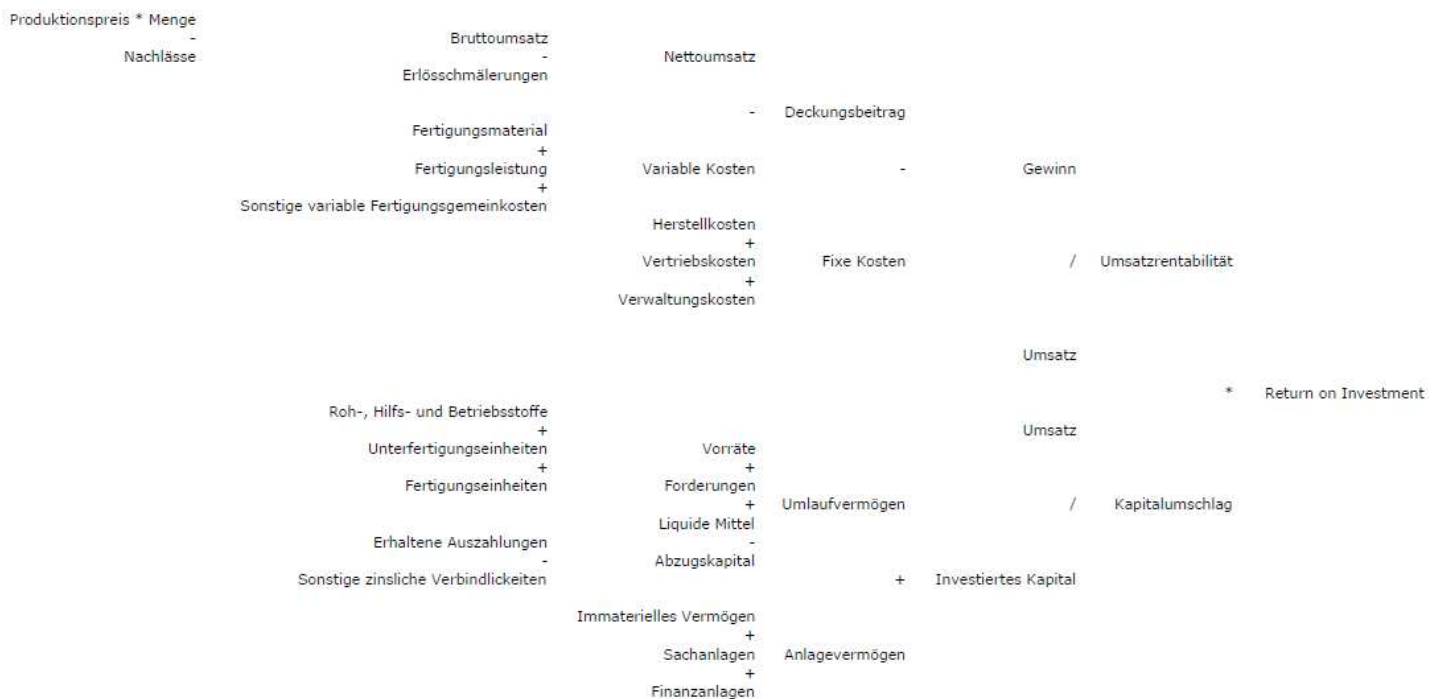 Produktionspreis * Menge
-
Bruttoumsatz
Nachlässe
-
Nettoumsatz
Erlösschmälerungen
-
Deckungsbeitrag
Fertigungsmaterial
+
Fertigungsleistung
Variable Kosten
-
Gewinn
+
Sonstige variable Fertigungsgemeinkosten
Herstellkosten
+
Vertriebskosten
Fixe Kosten
/
Umsatzrentabilität
+
Verwaltungskosten
Umsatz
*
Return on Investment
Roh-, Hilfs- und Betriebsstoffe
+
Umsatz
Unterfertigungseinheiten
Vorräte
+
+
Fertigungseinheiten
Forderungen
+
Umlaufvermögen
/
Kapitalumschlag
Liquide Mittel
Erhaltene Auszahlungen
-
-
Abzugskapital
Sonstige zinsliche Verbindlickeiten
+
Investiertes Kapital
Immaterielles Vermögen
+
Sachanlagen
Anlagevermögen
+
Finanzanlagen